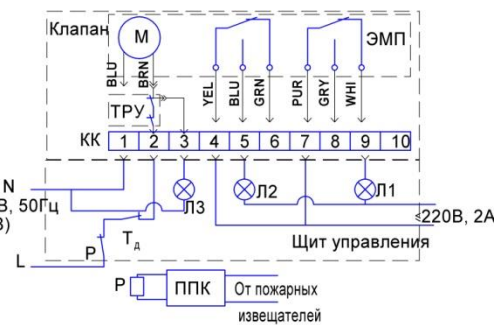 Клапан
М
ЭМП
BLU
BRN
YEL
BLU
GRN
PUR
GRY
WHI
ТРУ
КК 1 2 3 4 5 6 7 8 9 10
N
В, 50Гц
В)
Л3
Л2
Л1
220В, 2А
Tд
Р
Щит управления
L
Р
ППК
От пожарных
извещателей